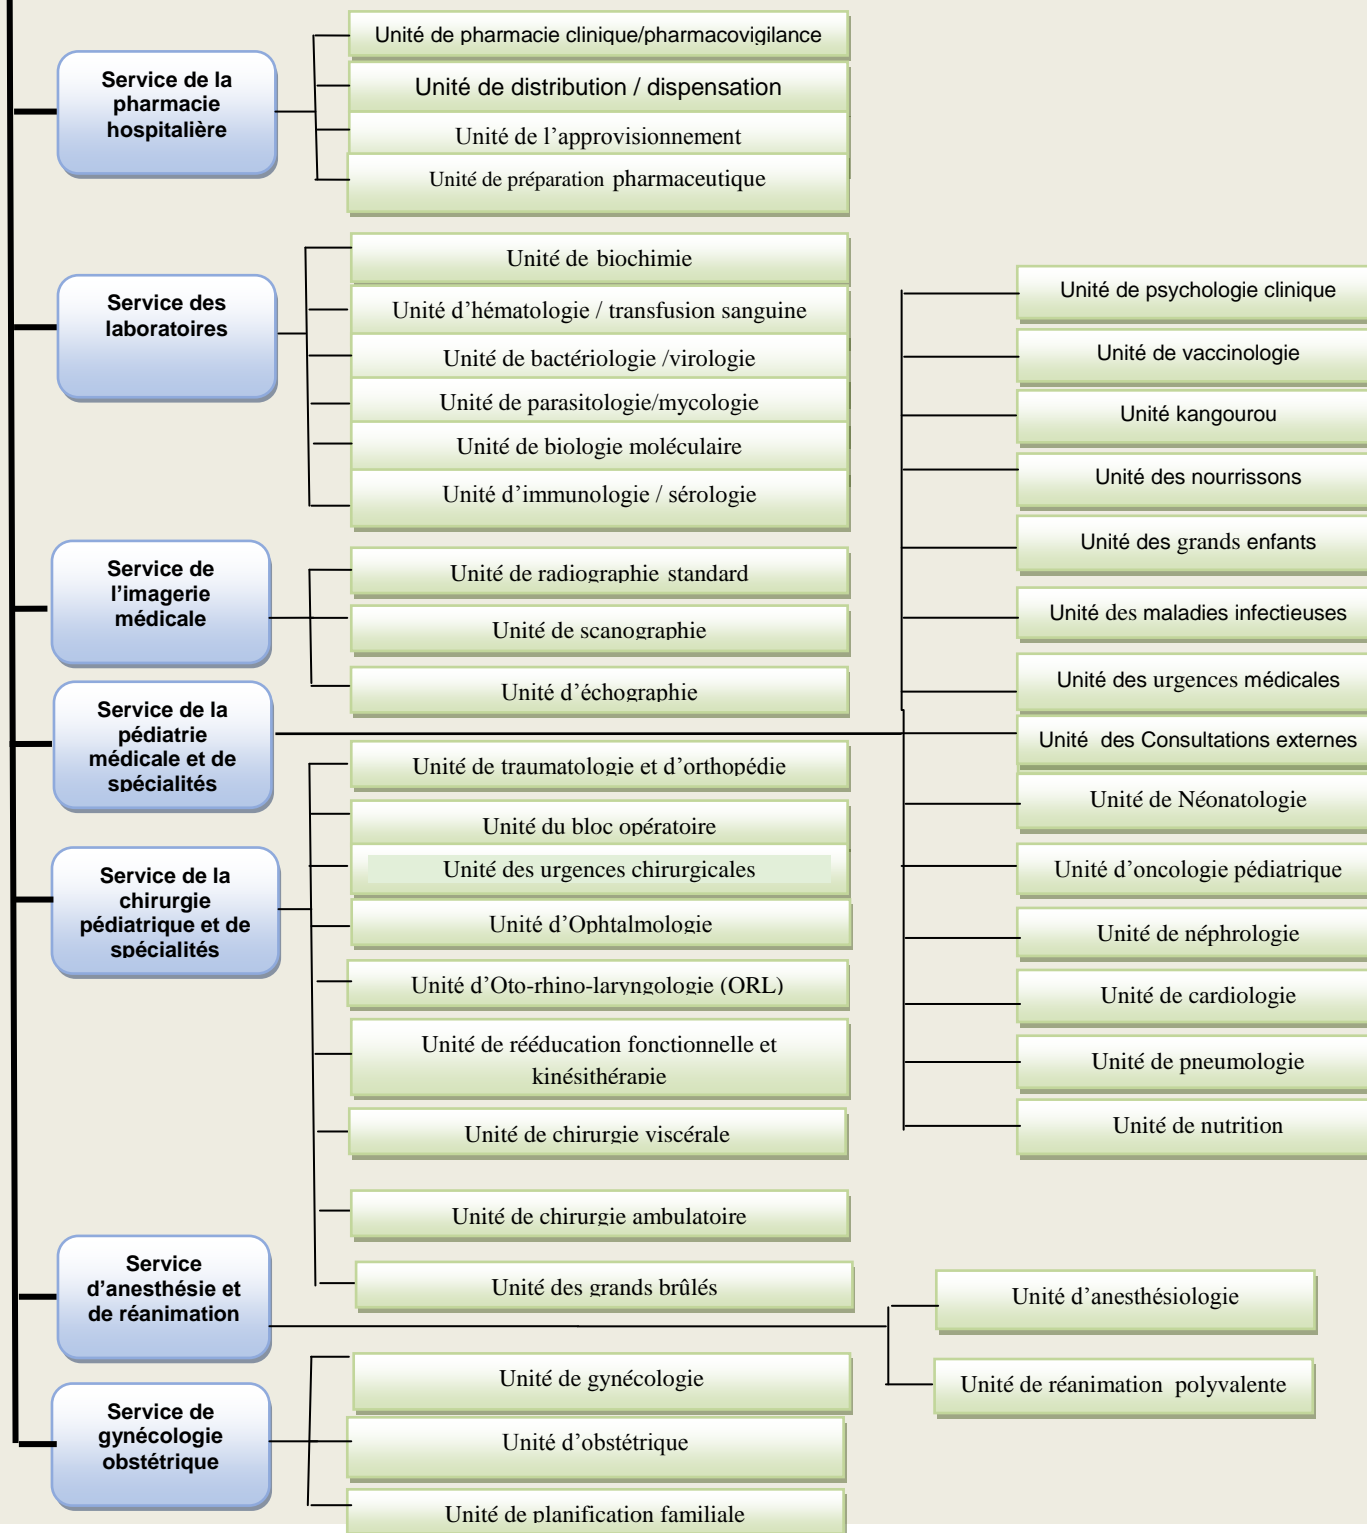 Service de la
pharmacie
hospitalière
Unité de pharmacie clinique/pharmacovigilance
Unité de distribution / dispensation
Unité de l’approvisionnement
Unité de préparation pharmaceutique
Service des
laboratoires
Unité de biochimie
Unité d’hématologie / transfusion sanguine
Unité de bactériologie /virologie
Unité de parasitologie/mycologie
Unité de biologie moléculaire
Unité d’immunologie / sérologie
Service de
l’imagerie
médicale
Unité de radiographie standard
Unité de scanographie
Unité d’échographie
Service de la
pédiatrie
médicale et de
spécialités
Unité de psychologie clinique
Unité de vaccinologie
Unité kangourou
Unité des nourrissons
Unité des grands enfants
Unité des maladies infectieuses
Unité des urgences médicales
Unité des Consultations externes
Unité de Néonatologie
Unité d’oncologie pédiatrique
Unité de néphrologie
Unité de cardiologie
Unité de pneumologie
Unité de nutrition
Service de la
chirurgie
pédiatrique et de
spécialités
Unité de traumatologie et d’orthopédie
Unité du bloc opératoire
Unité des urgences chirurgicales
Unité d’Ophtalmologie
Unité d’Oto-rhino-laryngologie (ORL)
Unité de rééducation fonctionnelle et
kinésithérapie
Unité de chirurgie viscérale
Unité de chirurgie ambulatoire
Unité des grands brûlés
Service
d’anesthésie et
de réanimation
Unité d’anesthésiologie
Unité de réanimation polyvalente
Service de
gynécologie
obstétrique
Unité de gynécologie
Unité d’obstétrique
Unité de planification familiale